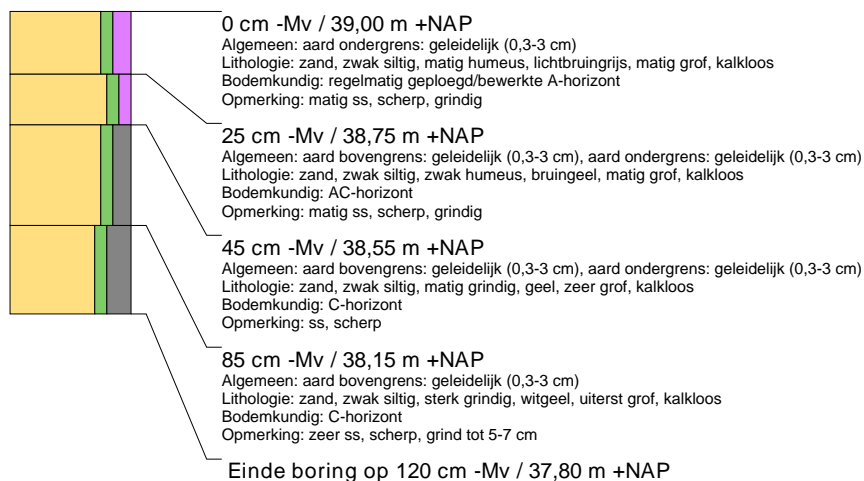 0 cm -Mv / 39,00 m +NAP
Algemeen: aard ondergrens: geleidelijk (0,3-3 cm)
Lithologie: zand, zwak siltig, matig humeus, lichtbruingrijs, matig grof, kalkloos
Bodemkundig: regelmatig geploegd/bewerkte A-horizont
Opmerking: matig ss, scherp, grindig
25 cm -Mv / 38,75 m +NAP
Algemeen: aard bovengrens: geleidelijk (0,3-3 cm), aard ondergrens: geleidelijk (0,3-3 cm)
Lithologie: zand, zwak siltig, zwak humeus, bruingeel, matig grof, kalkloos
Bodemkundig: AC-horizont
Opmerking: matig ss, scherp, grindig
45 cm -Mv / 38,55 m +NAP
Algemeen: aard bovengrens: geleidelijk (0,3-3 cm), aard ondergrens: geleidelijk (0,3-3 cm)
Lithologie: zand, zwak siltig, matig grindig, geel, zeer grof, kalkloos
Bodemkundig: C-horizont
Opmerking: ss, scherp
85 cm -Mv / 38,15 m +NAP
Algemeen: aard bovengrens: geleidelijk (0,3-3 cm)
Lithologie: zand, zwak siltig, sterk grindig, witgeel, uiterst grof, kalkloos
Bodemkundig: C-horizont
Opmerking: zeer ss, scherp, grind tot 5-7 cm
Einde boring op 120 cm -Mv / 37,80 m +NAP